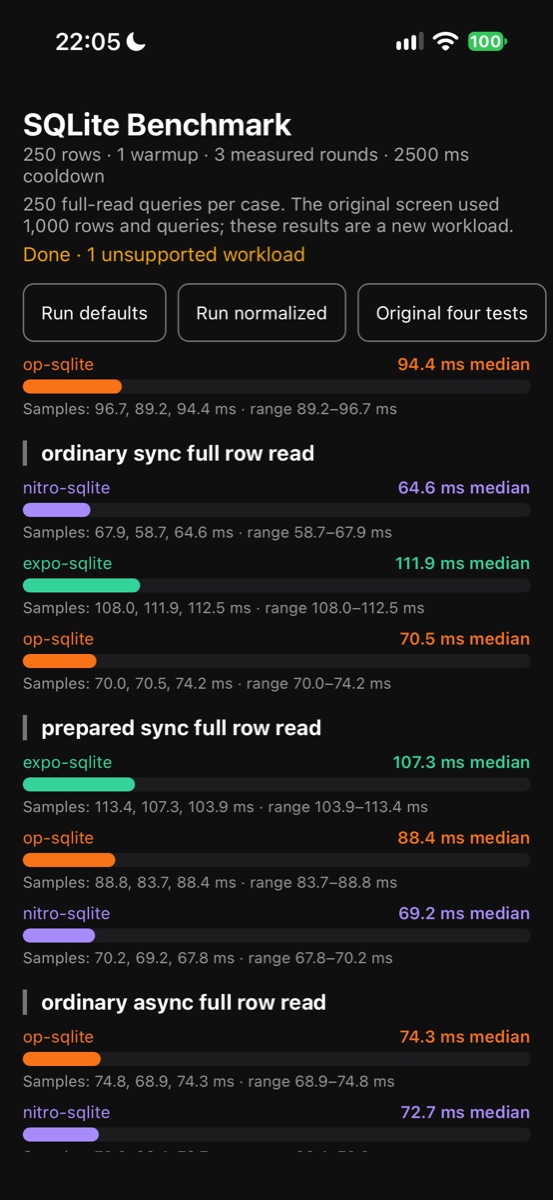 22:05
100
SQLite Benchmark
250 rows · 1 warmup · 3 measured rounds · 2500 ms
cooldown
250 full-read queries per case. The original screen used
1,000 rows and queries; these results are a new workload.
Done · 1 unsupported workload
Run defaults
Run normalized
Original four tests
op-sqlite 94.4 ms median
Samples: 96.7, 89.2, 94.4 ms · range 89.2–96.7 ms
ordinary sync full row read
nitro-sqlite 64.6 ms median
Samples: 67.9, 58.7, 64.6 ms · range 58.7–67.9 ms
expo-sqlite 111.9 ms median
Samples: 108.0, 111.9, 112.5 ms · range 108.0–112.5 ms
op-sqlite 70.5 ms median
Samples: 70.0, 70.5, 74.2 ms · range 70.0–74.2 ms
prepared sync full row read
expo-sqlite 107.3 ms median
Samples: 113.4, 107.3, 103.9 ms · range 103.9–113.4 ms
op-sqlite 88.4 ms median
Samples: 88.8, 83.7, 88.4 ms · range 83.7–88.8 ms
nitro-sqlite 69.2 ms median
Samples: 70.2, 69.2, 67.8 ms · range 67.8–70.2 ms
ordinary async full row read
op-sqlite 74.3 ms median
Samples: 74.8, 68.9, 74.3 ms · range 68.9–74.8 ms
nitro-sqlite 72.7 ms median